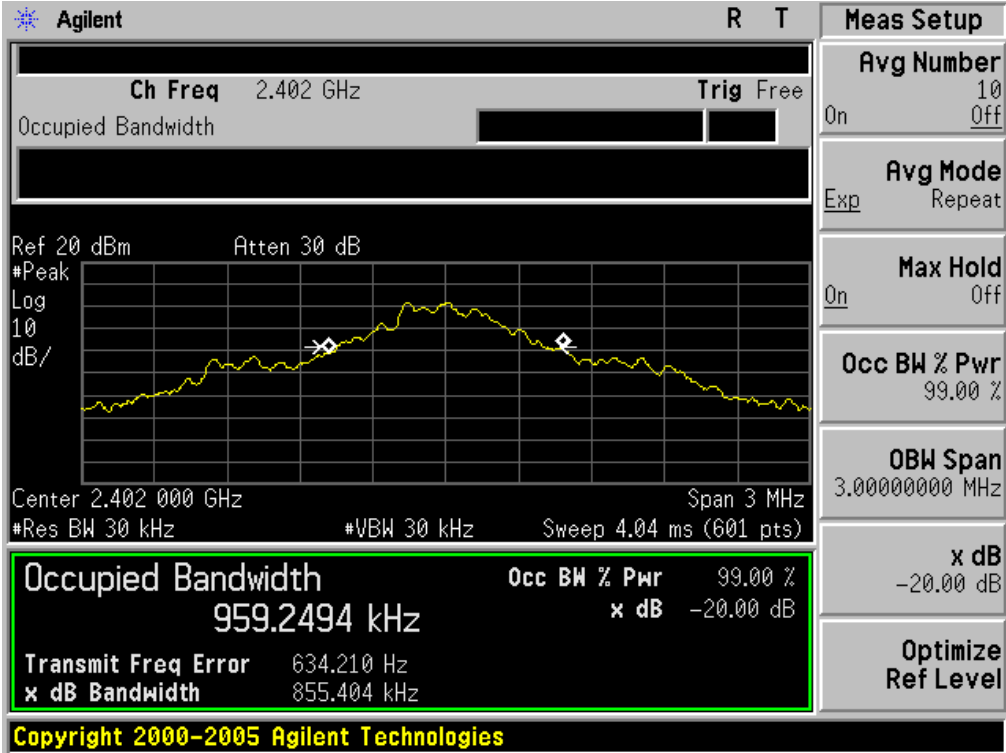 Agilent R T
Ch Freq 2.402 GHz Trig Free
Occupied Bandwidth
Ref 20 dBm Atten 30 dB
#Peak
Log
10
dB/
Center 2.402 000 GHz Span 3 MHz
#Res BW 30 kHz #VBW 30 kHz Sweep 4.04 ms (601 pts)
Occupied Bandwidth Occ BW % Pwr 99.00 %
959.2494 kHz x dB -20.00 dB
Transmit Freq Error 634.210 Hz
x dB Bandwidth 855.404 kHz
Meas Setup
Avg Number
10
On Off
Avg Mode
Exp Repeat
Max Hold
On Off
Occ BW % Pwr
99.00 %
OBW Span
3.00000000 MHz
x dB
-20.00 dB
Optimize
Ref Level
Copyright 2000-2005 Agilent Technologies